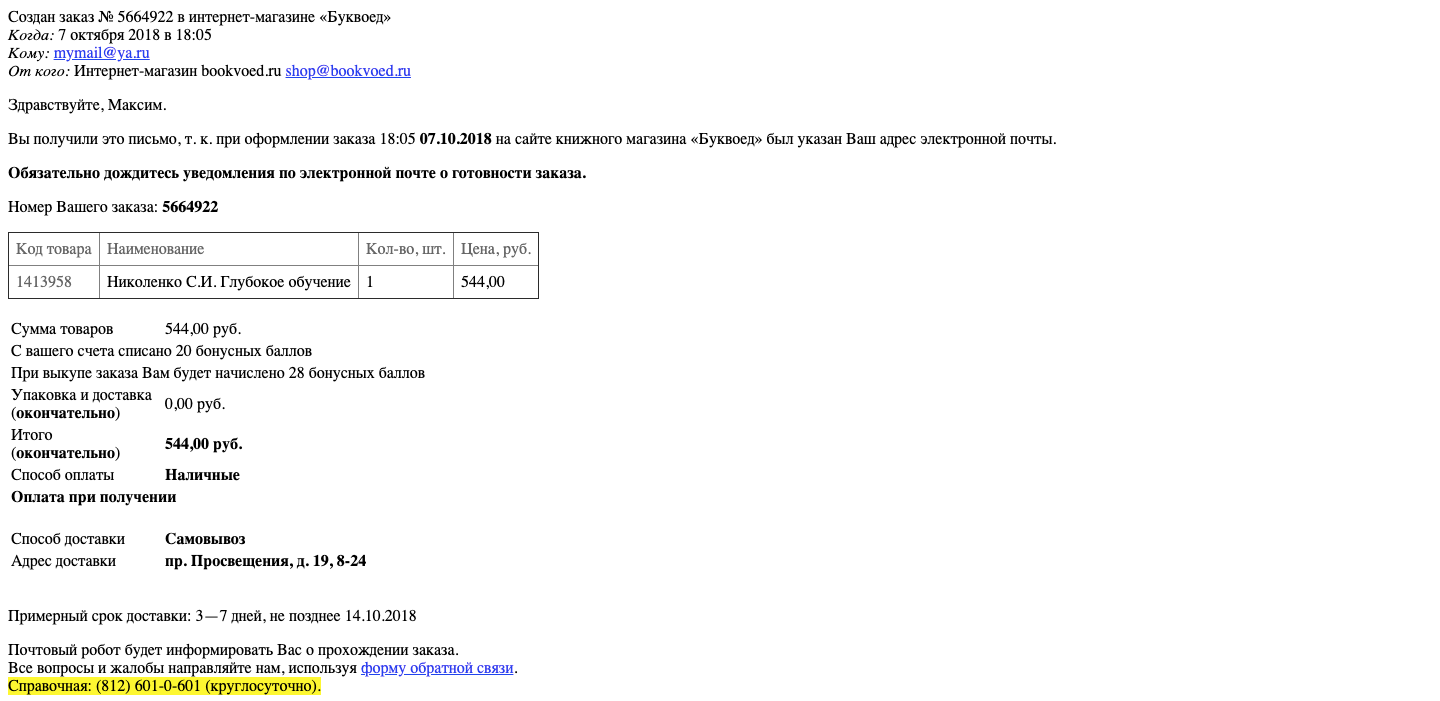 Создан заказ № 5664922 в интернет-магазине «Буквоед»
Когда: 7 октября 2018 в 18:05
Кому: mymail@ya.ru
От кого: Интернет-магазин bookvoed.ru shop@bookvoed.ru
Здравствуйте, Максим.
Вы получили это письмо, т. к. при оформлении заказа 18:05 07.10.2018 на сайте книжного магазина «Буквоед» был указан Ваш адрес электронной почты.
Обязательно дождитесь уведомления по электронной почте о готовности заказа.
Номер Вашего заказа: 5664922
Код товара Наименование Кол-во, шт. Цена, руб.
1413958 Николенко С.И. Глубокое обучение 1 544,00
Сумма товаров 544,00 руб.
С вашего счета списано 20 бонусных баллов
При выкупе заказа Вам будет начислено 28 бонусных баллов
Упаковка и доставка
(окончательно) 0,00 руб.
Итого
(окончательно) 544,00 руб.
Способ оплаты Наличные
Оплата при получении
Способ доставки Самовывоз
Адрес доставки пр. Просвещения, д. 19, 8-24
Примерный срок доставки: 3—7 дней, не позднее 14.10.2018
Почтовый робот будет информировать Вас о прохождении заказа.
Все вопросы и жалобы направляйте нам, используя форму обратной связи.
Справочная: (812) 601-0-601 (круглосуточно).